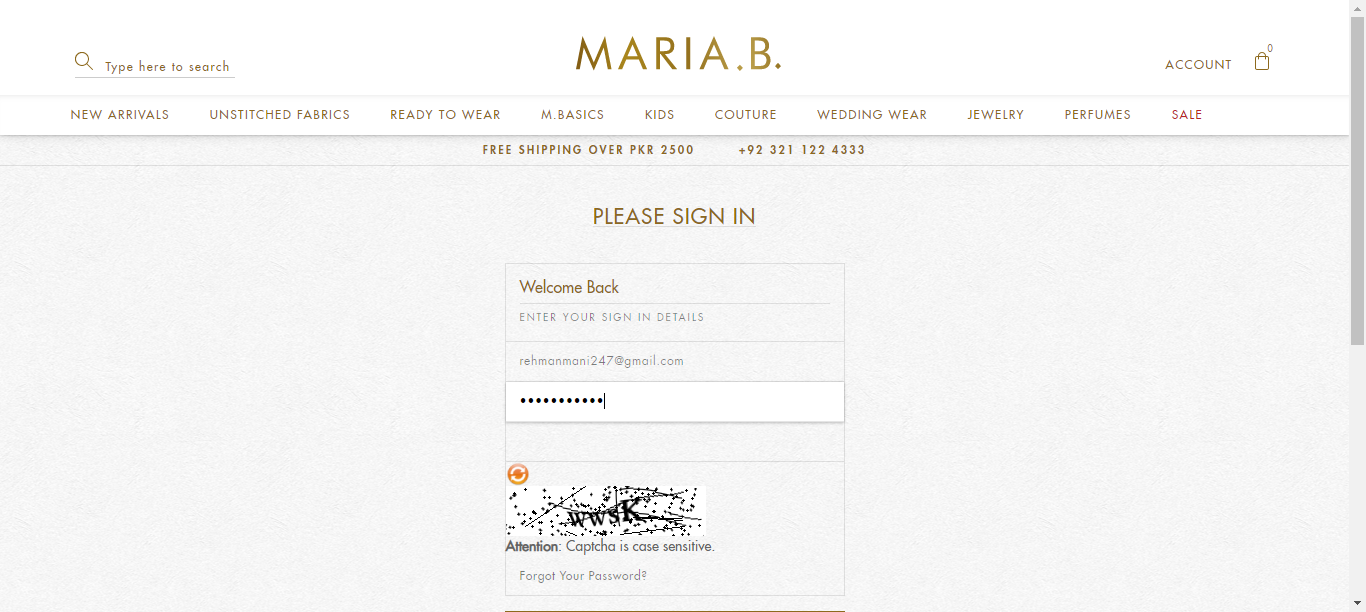 Type here to search
MARIA.B.
ACCOUNT
0
NEW ARRIVALS UNSTITCHED FABRICS READY TO WEAR M.BASICS KIDS COUTURE WEDDING WEAR JEWELRY PERFUMES SALE
FREE SHIPPING OVER PKR 2500 +92 321 122 4333
PLEASE SIGN IN
Welcome Back
ENTER YOUR SIGN IN DETAILS
rehmanmani247@gmail.com
•••••••••••
wwsK
Attention: Captcha is case sensitive.
Forgot Your Password?